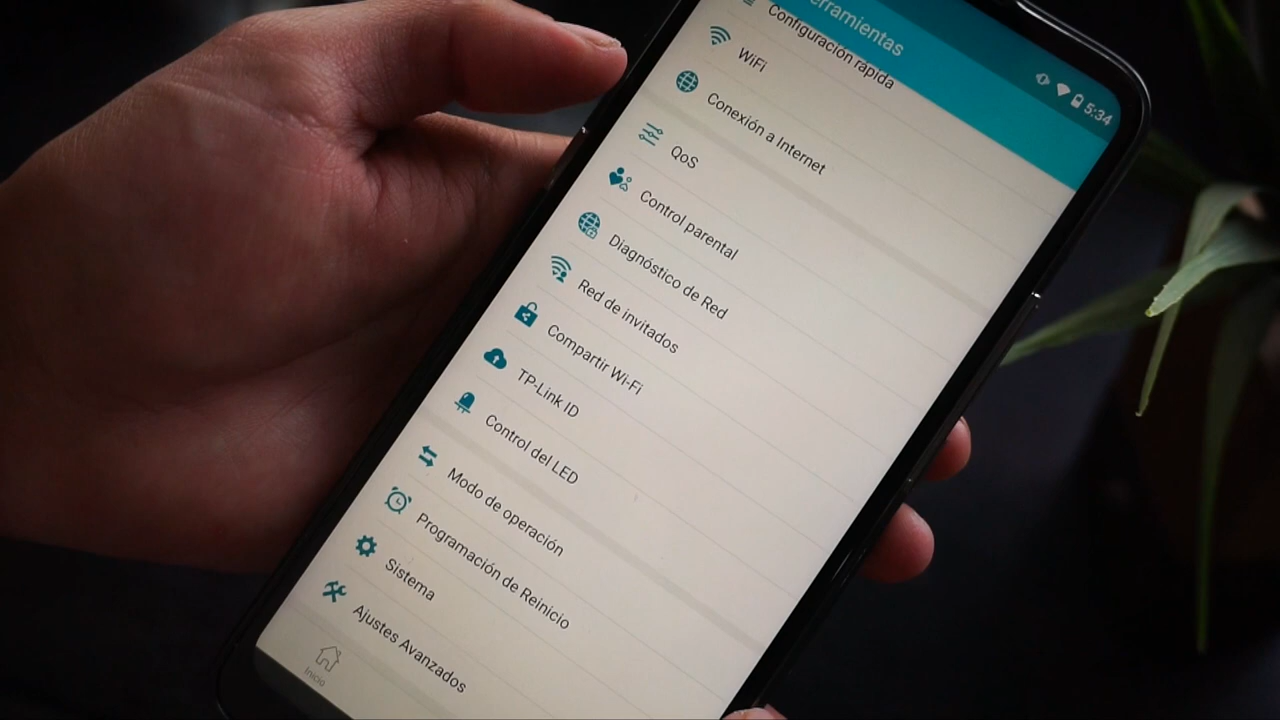 5:34
erramientas
Configuración rápida
WiFi
Conexión a Internet
QoS
Control parental
Diagnóstico de Red
Red de invitados
Compartir Wi-Fi
TP-Link ID
Control del LED
Modo de operación
Programación de Reinicio
Sistema
Ajustes Avanzados
Inicio